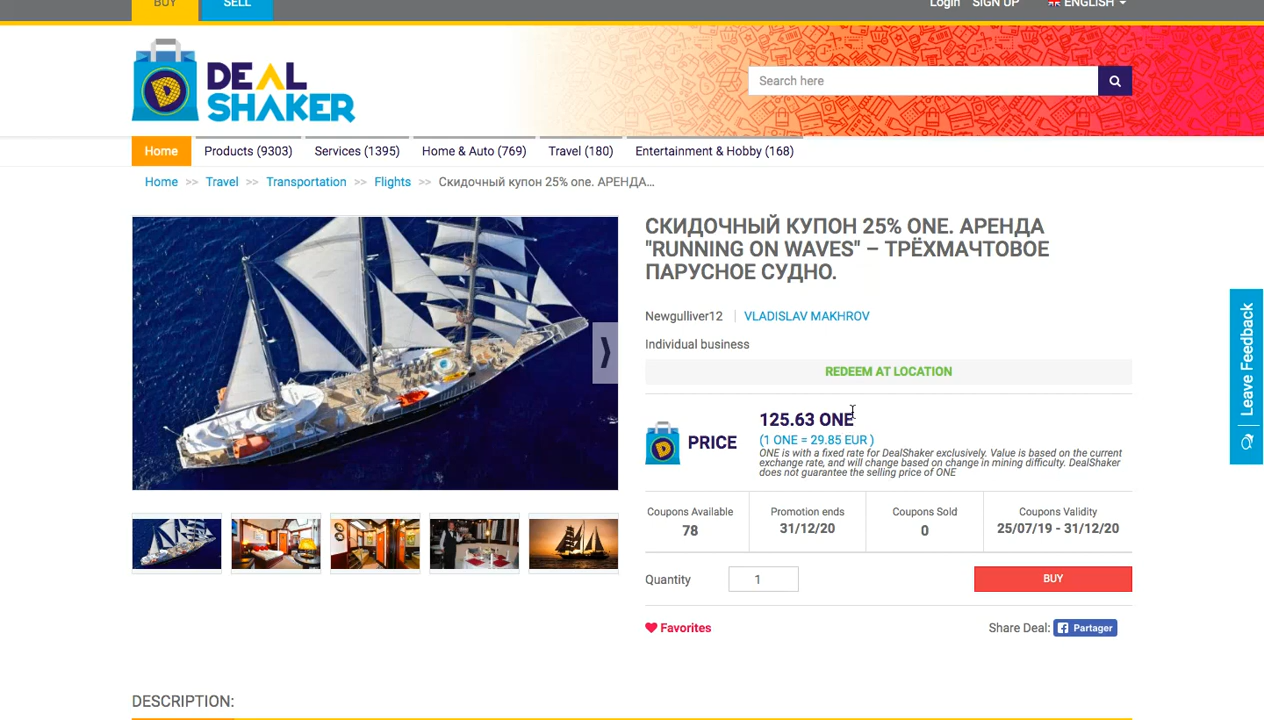 BUY
SELL
Login
SIGN UP
ENGLISH
DEAL
SHAKER
Search here
Home
Products (9303)
Services (1395)
Home & Auto (769)
Travel (180)
Entertainment & Hobby (168)
Home >> Travel >> Transportation >> Flights >> Скидочный купон 25% one. АРЕНДА...
СКИДОЧНЫЙ КУПОН 25% ONE. АРЕНДА
"RUNNING ON WAVES" – ТРЁХМАЧТОВОЕ
ПАРУСНОЕ СУДНО.
Newgulliver12
VLADISLAV MAKHROV
Individual business
REDEEM AT LOCATION
PRICE
125.63 ONE
(1 ONE = 29.85 EUR )
ONE is with a fixed rate for DealShaker exclusively. Value is based on the current
exchange rate, and will change based on change in mining difficulty. DealShaker
does not guarantee the selling price of ONE
Coupons Available
78
Promotion ends
31/12/20
Coupons Sold
0
Coupons Validity
25/07/19 - 31/12/20
Quantity
1
BUY
Favorites
Share Deal:
Partager
Leave Feedback
DESCRIPTION: